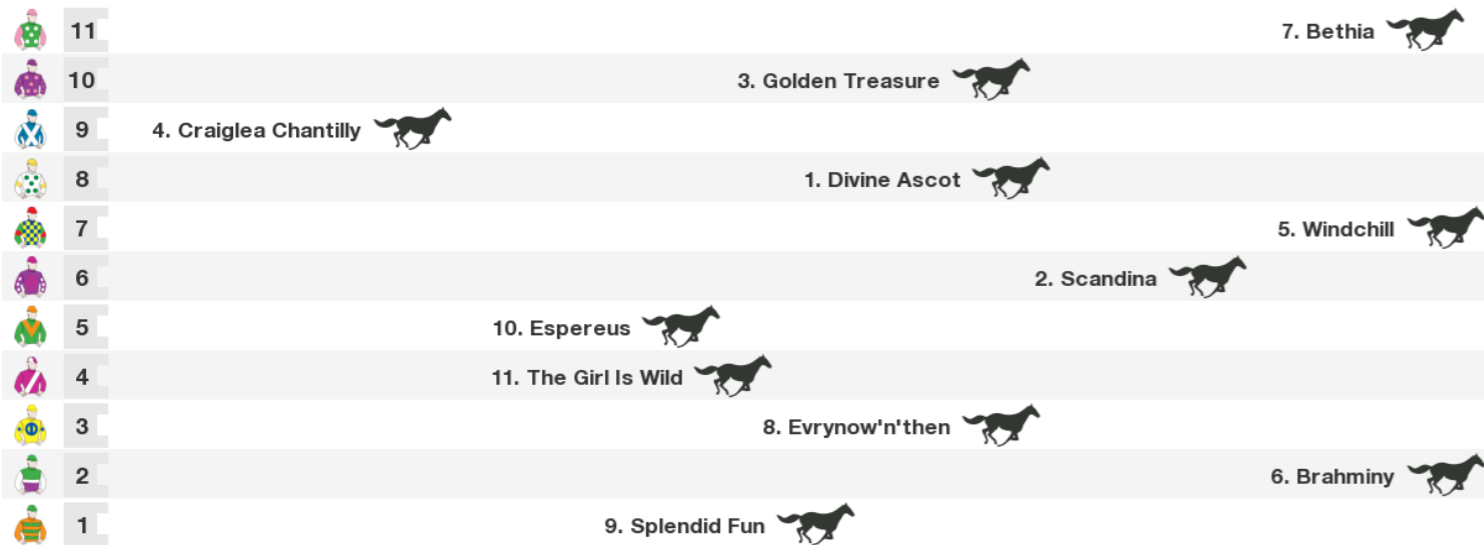 11 7. Bethia
10 3. Golden Treasure
9 4. Craiglea Chantilly
8 1. Divine Ascot
7 5. Windchill
6 2. Scandina
5 10. Espereus
4 11. The Girl Is Wild
3 8. Evrynow'n'then
2 6. Brahminy
1 9. Splendid Fun